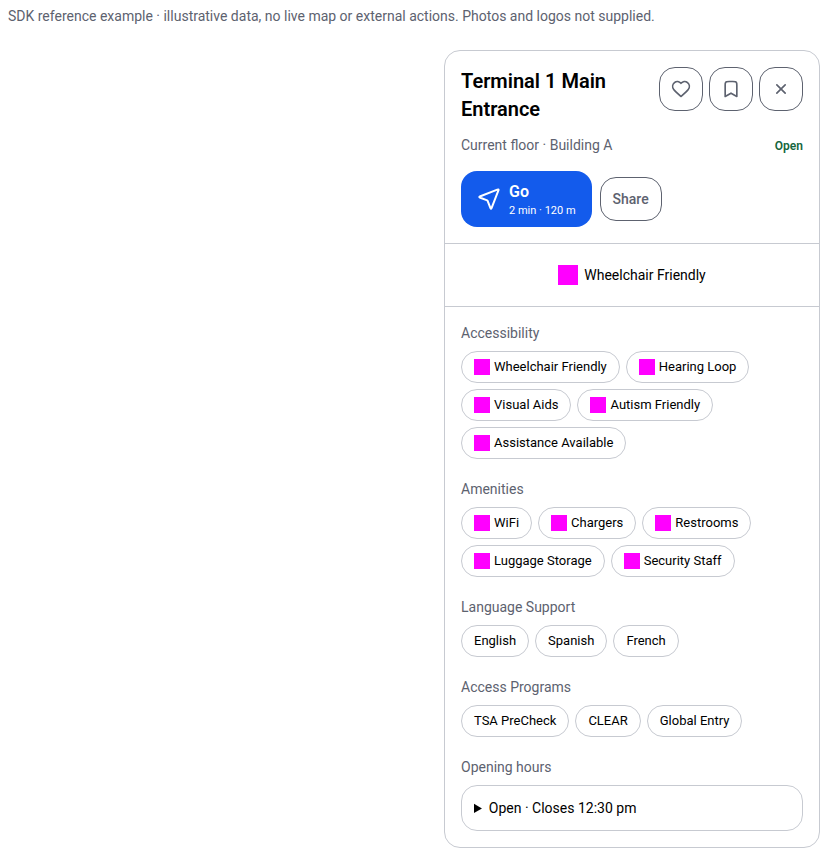 SDK reference example · illustrative data, no live map or external actions. Photos and logos not supplied.
Terminal 1 Main
Entrance
Current floor · Building A
Open
Go
2 min · 120 m
Share
Wheelchair Friendly
Accessibility
Wheelchair Friendly
Hearing Loop
Visual Aids
Autism Friendly
Assistance Available
Amenities
WiFi
Chargers
Restrooms
Luggage Storage
Security Staff
Language Support
English
Spanish
French
Access Programs
TSA PreCheck
CLEAR
Global Entry
Opening hours
Open · Closes 12:30 pm